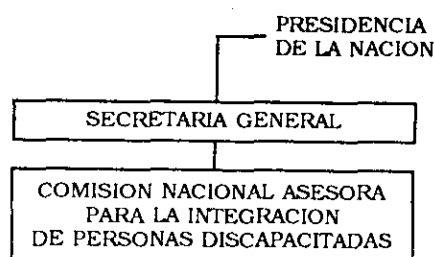 PRESIDENCIA
DE LA NACION
SECRETARIA GENERAL
COMISION NACIONAL ASESORA
PARA LA INTEGRACION
DE PERSONAS DISCAPACITADAS